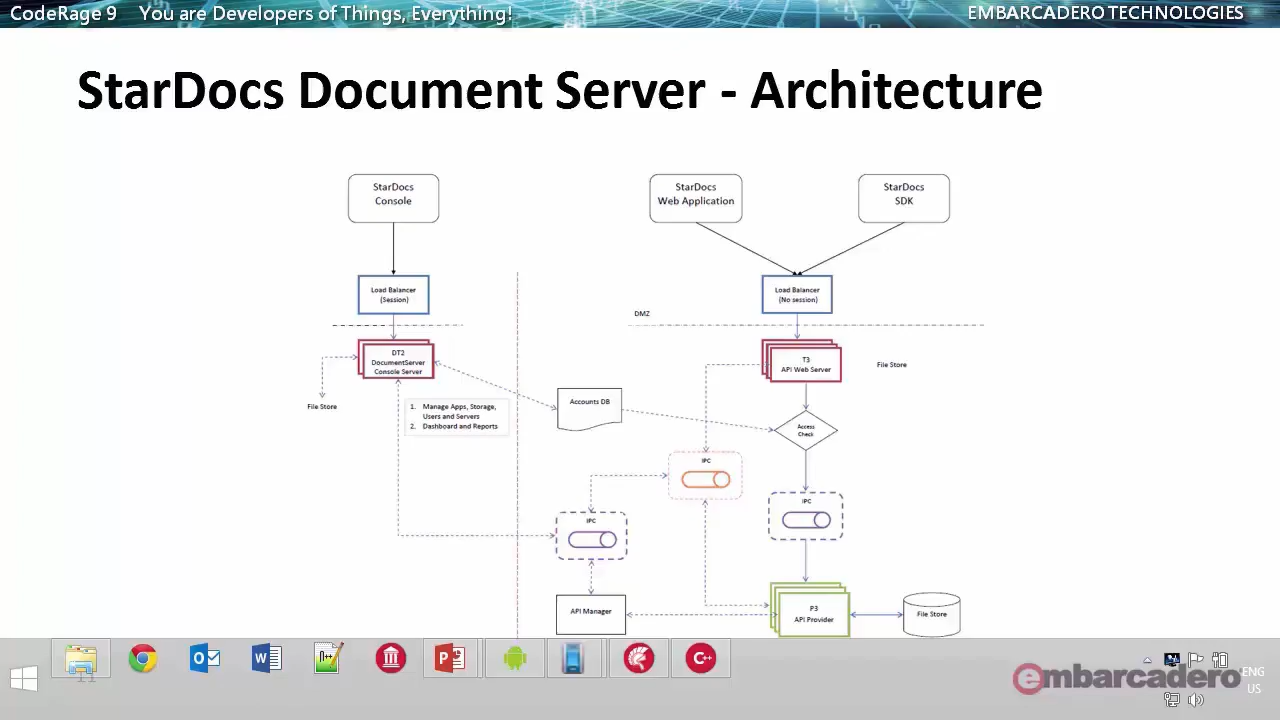 CodeRage 9 You are Developers of Things, Everything!
EMBARCADERO TECHNOLOGIES
StarDocs Document Server - Architecture
StarDocs
Console
StarDocs
Web Application
StarDocs
SDK
Load Balancer
(Session)
Load Balancer
(No session)
DMZ
DT2
DocumentServer
Console Server
T3
API Web Server
File Store
File Store
Accounts DB
1. Manage Apps, Storage,
Users and Servers
2. Dashboard and Reports
Access
Check
IPC
IPC
IPC
API Manager
P3
API Provider
File Store
embarcadero
ENG
US